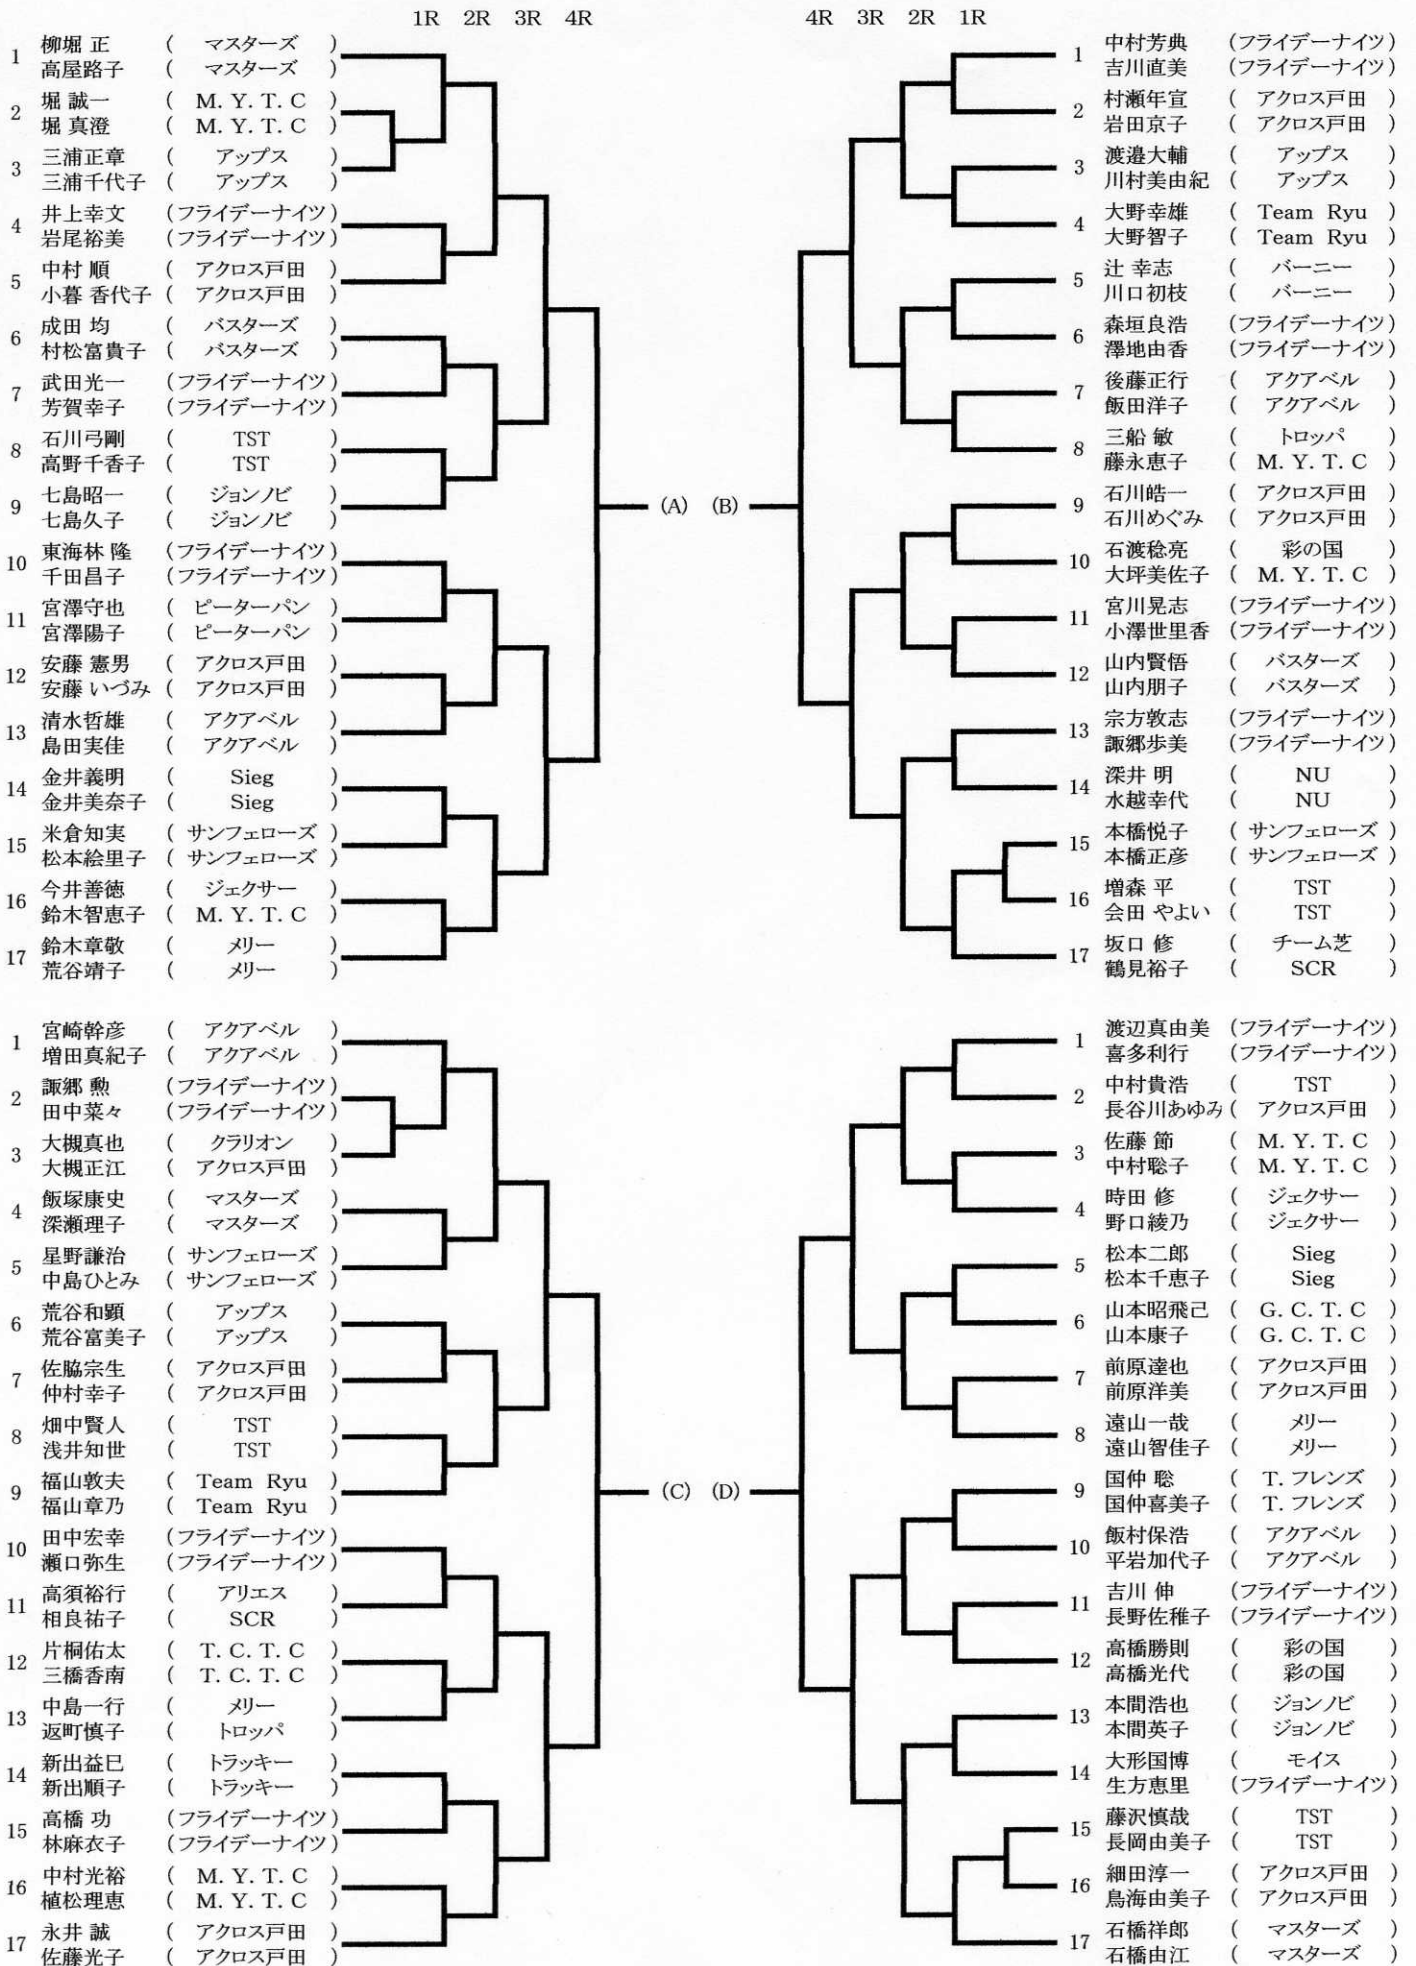 1R 2R 3R 4R
1 柳堀 正 ( マスターズ )
高屋路子 ( マスターズ )
2 堀 誠一 ( M. Y. T. C )
堀 真澄 ( M. Y. T. C )
3 三浦正章 ( アップス )
三浦千代子 ( アップス )
4 井上幸文 (フライデーナイツ)
岩尾裕美 (フライデーナイツ)
5 中村 順 ( アクロス戸田 )
小暮 香代子 ( アクロス戸田 )
6 成田 均 ( バスターズ )
村松富貴子 ( バスターズ )
7 武田光一 (フライデーナイツ)
芳賀幸子 (フライデーナイツ)
8 石川弓剛 ( TST )
高野千香子 ( TST )
9 七島昭一 ( ジョンノビ )
七島久子 ( ジョンノビ )
10 東海林 隆 (フライデーナイツ)
千田昌子 (フライデーナイツ)
11 宮澤守也 ( ピーターパン )
宮澤陽子 ( ピーターパン )
12 安藤 憲男 ( アクロス戸田 )
安藤 いづみ ( アクロス戸田 )
13 清水哲雄 ( アクアベル )
島田実佳 ( アクアベル )
14 金井義明 ( Sieg )
金井美奈子 ( Sieg )
15 米倉知実 ( サンフェローズ )
松本絵里子 ( サンフェローズ )
16 今井善徳 ( ジェクサー )
鈴木智恵子 ( M. Y. T. C )
17 鈴木章敬 ( メリー )
荒谷靖子 ( メリー )
(A) (B)
4R 3R 2R 1R
1 中村芳典 (フライデーナイツ)
吉川直美 (フライデーナイツ)
2 村瀬年宣 ( アクロス戸田 )
岩田京子 ( アクロス戸田 )
3 渡邉大輔 ( アップス )
川村美由紀 ( アップス )
4 大野幸雄 ( Team Ryu )
大野智子 ( Team Ryu )
5 辻 幸志 ( バーニー )
川口初枝 ( バーニー )
6 森垣良浩 (フライデーナイツ)
澤地由香 (フライデーナイツ)
7 後藤正行 ( アクアベル )
飯田洋子 ( アクアベル )
8 三船 敏 ( トロッパ )
藤永恵子 ( M. Y. T. C )
9 石川皓一 ( アクロス戸田 )
石川めぐみ ( アクロス戸田 )
10 石渡稔亮 ( 彩の国 )
大坪美佐子 ( M. Y. T. C )
11 宮川晃志 (フライデーナイツ)
小澤世里香 (フライデーナイツ)
12 山内賢悟 ( バスターズ )
山内朋子 ( バスターズ )
13 宗方敦志 (フライデーナイツ)
諏郷歩美 (フライデーナイツ)
14 深井 明 ( NU )
水越幸代 ( NU )
15 本橋悦子 ( サンフェローズ )
本橋正彦 ( サンフェローズ )
16 増森 平 ( TST )
会田 やよい ( TST )
17 坂口 修 ( チーム芝 )
鶴見裕子 ( SCR )
1 宮崎幹彦 ( アクアベル )
増田真紀子 ( アクアベル )
2 諏郷 勲 (フライデーナイツ)
田中菜々 (フライデーナイツ)
3 大槻真也 ( クラリオン )
大槻正江 ( アクロス戸田 )
4 飯塚康史 ( マスターズ )
深瀬理子 ( マスターズ )
5 星野謙治 ( サンフェローズ )
中島ひとみ ( サンフェローズ )
6 荒谷和顕 ( アップス )
荒谷富美子 ( アップス )
7 佐脇宗生 ( アクロス戸田 )
仲村幸子 ( アクロス戸田 )
8 畑中賢人 ( TST )
浅井知世 ( TST )
9 福山敦夫 ( Team Ryu )
福山章乃 ( Team Ryu )
10 田中宏幸 (フライデーナイツ)
瀬口弥生 (フライデーナイツ)
11 高須裕行 ( アリエス )
相良祐子 ( SCR )
12 片桐佑太 ( T. C. T. C )
三橋香南 ( T. C. T. C )
13 中島一行 ( メリー )
返町慎子 ( トロッパ )
14 新出益巳 ( トラッキー )
新出順子 ( トラッキー )
15 高橋 功 (フライデーナイツ)
林麻衣子 (フライデーナイツ)
16 中村光裕 ( M. Y. T. C )
植松理恵 ( M. Y. T. C )
17 永井 誠 ( アクロス戸田 )
佐藤光子 ( アクロス戸田 )
(C) (D)
1 渡辺真由美 (フライデーナイツ)
喜多利行 (フライデーナイツ)
2 中村貴浩 ( TST )
長谷川あゆみ ( アクロス戸田 )
3 佐藤 節 ( M. Y. T. C )
中村聡子 ( M. Y. T. C )
4 時田 修 ( ジェクサー )
野口綾乃 ( ジェクサー )
5 松本二郎 ( Sieg )
松本千恵子 ( Sieg )
6 山本昭飛己 ( G. C. T. C )
山本康子 ( G. C. T. C )
7 前原達也 ( アクロス戸田 )
前原洋美 ( アクロス戸田 )
8 遠山一哉 ( メリー )
遠山智佳子 ( メリー )
9 国仲 聡 ( T. フレンズ )
国仲喜美子 ( T. フレンズ )
10 飯村保浩 ( アクアベル )
平岩加代子 ( アクアベル )
11 吉川 伸 (フライデーナイツ)
長野佐稚子 (フライデーナイツ)
12 高橋勝則 ( 彩の国 )
高橋光代 ( 彩の国 )
13 本間浩也 ( ジョンノビ )
本間英子 ( ジョンノビ )
14 大形国博 ( モイス )
生方恵里 (フライデーナイツ)
15 藤沢慎哉 ( TST )
長岡由美子 ( TST )
16 細田淳一 ( アクロス戸田 )
鳥海由美子 ( アクロス戸田 )
17 石橋祥郎 ( マスターズ )
石橋由江 ( マスターズ )